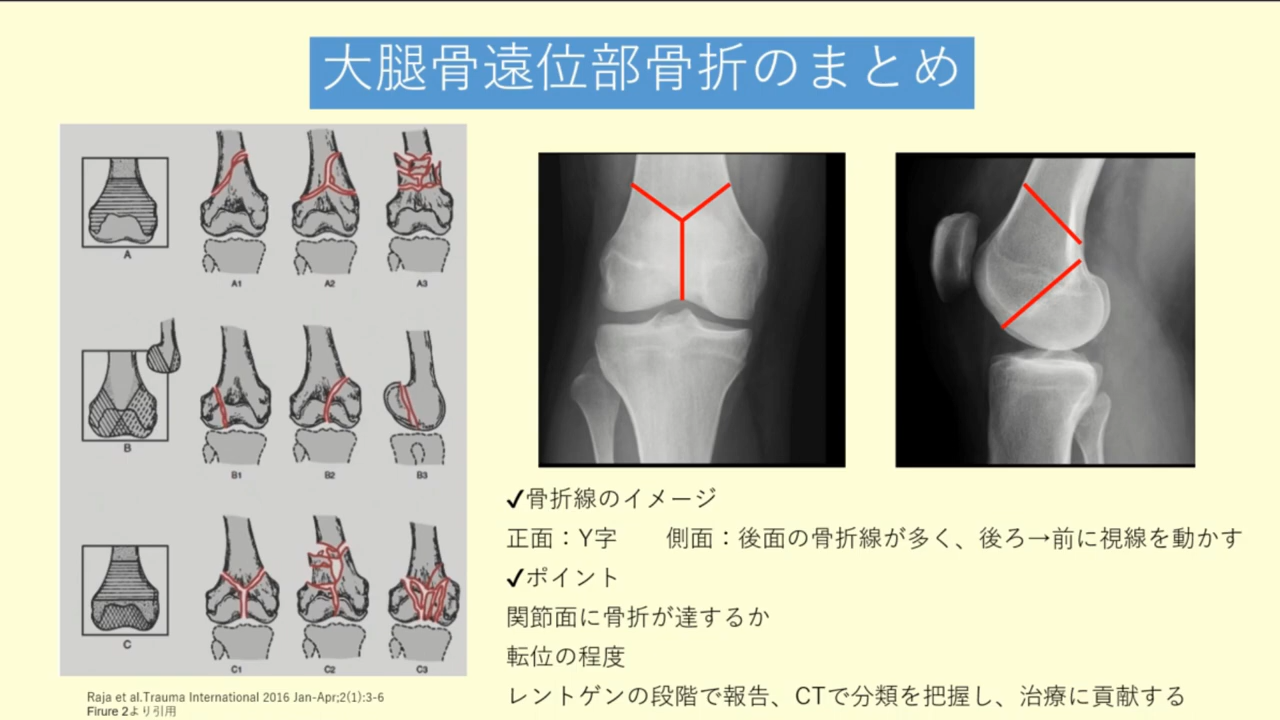 大腿骨遠位部骨折のまとめ
A
A1
A2
A3
B
B1
B2
B3
C
C1
C2
C3
Raja et al.Trauma International 2016 Jan-Apr;2(1):3-6
Firure 2より引用
✓骨折線のイメージ
正面：Y字　　側面：後面の骨折線が多く、後ろ→前に視線を動かす
✓ポイント
関節面に骨折が達するか
転位の程度
レントゲンの段階で報告、CTで分類を把握し、治療に貢献する